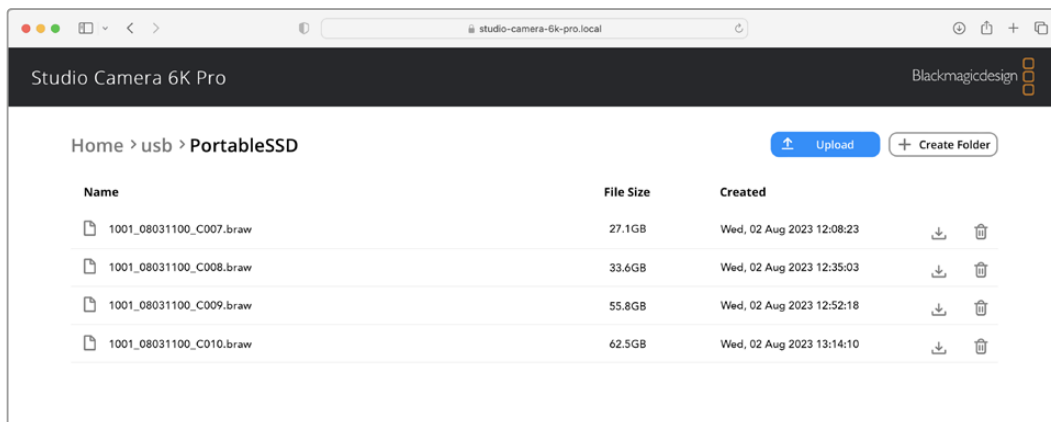 studio-camera-6k-pro.local
Studio Camera 6K Pro
Blackmagicdesign
Home > usb > PortableSSD
Upload
+ Create Folder
Name File Size Created
1001_08031100_C007.braw 27.1GB Wed, 02 Aug 2023 12:08:23
1001_08031100_C008.braw 33.6GB Wed, 02 Aug 2023 12:35:03
1001_08031100_C009.braw 55.8GB Wed, 02 Aug 2023 12:52:18
1001_08031100_C010.braw 62.5GB Wed, 02 Aug 2023 13:14:10